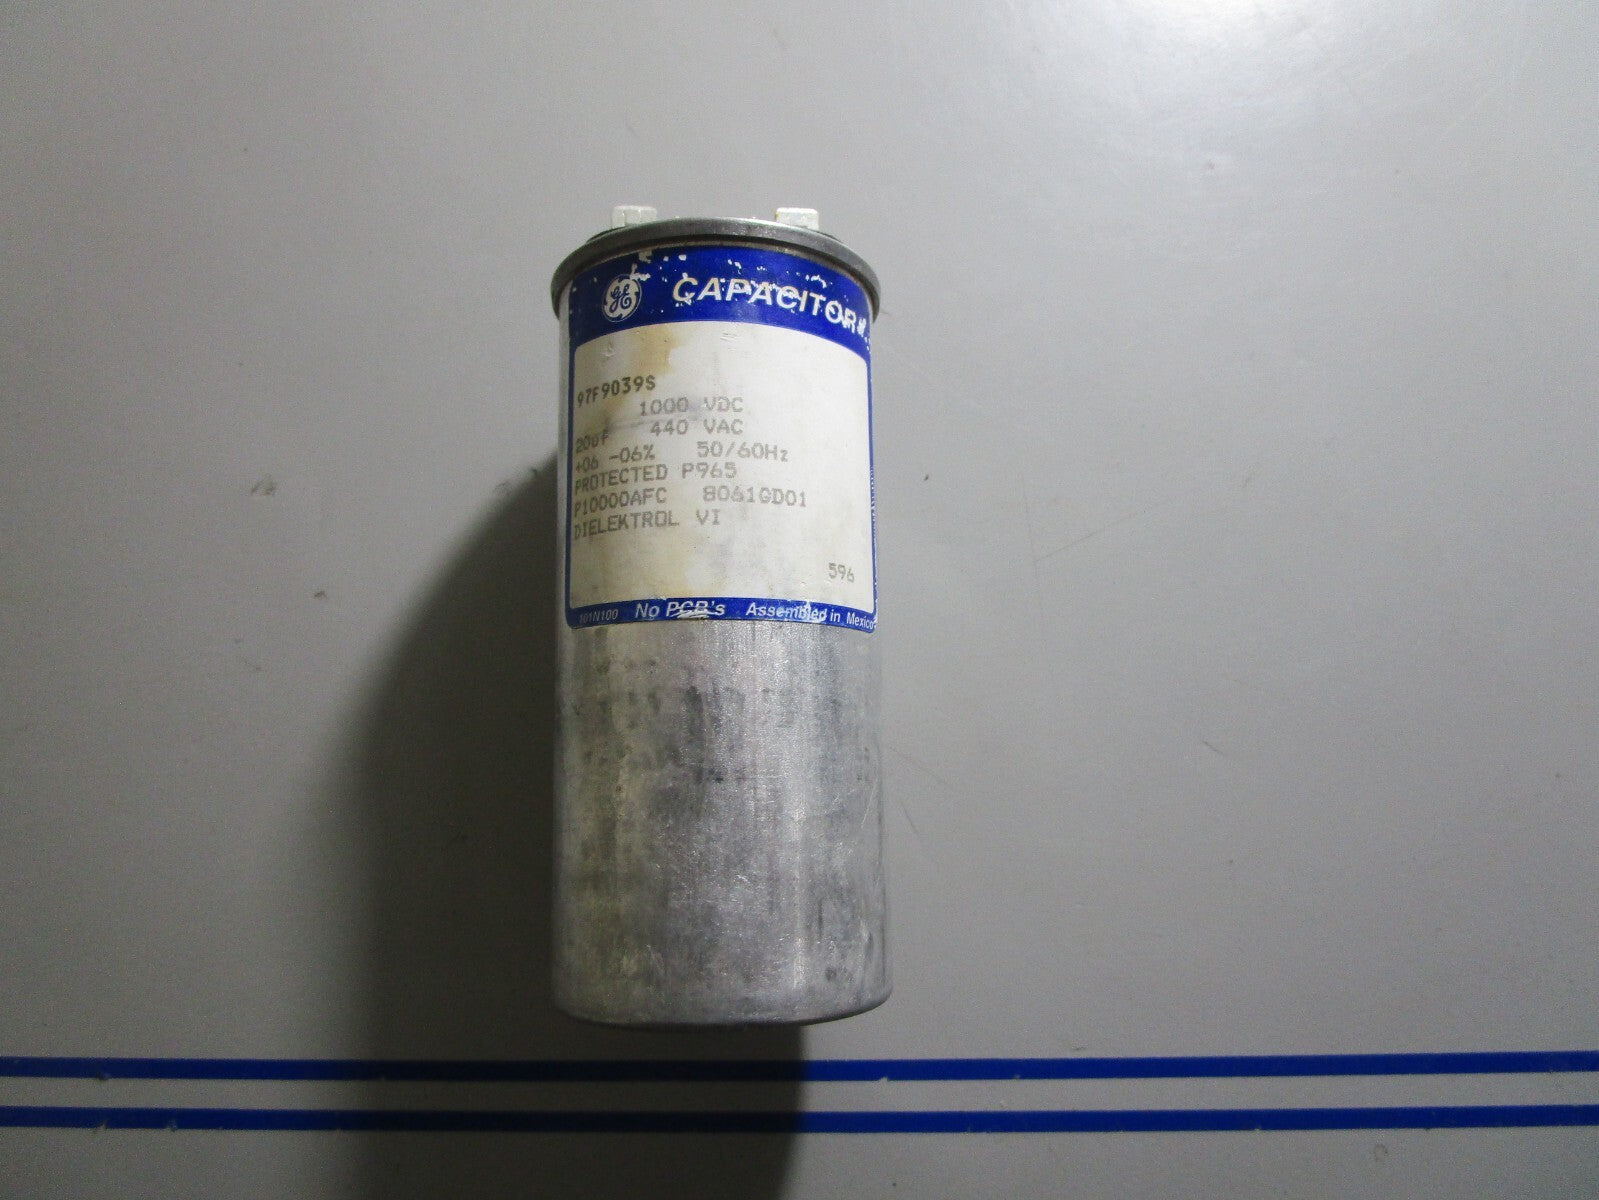 GE CAPACITOR
97F9039S
1000 VDC
20uF 440 VAC
+06 -06% 50/60Hz
PROTECTED P965
P10000AFC 8061GD01
DIELEKTROL VI
596
101N100 No PCB's Assembled in Mexico